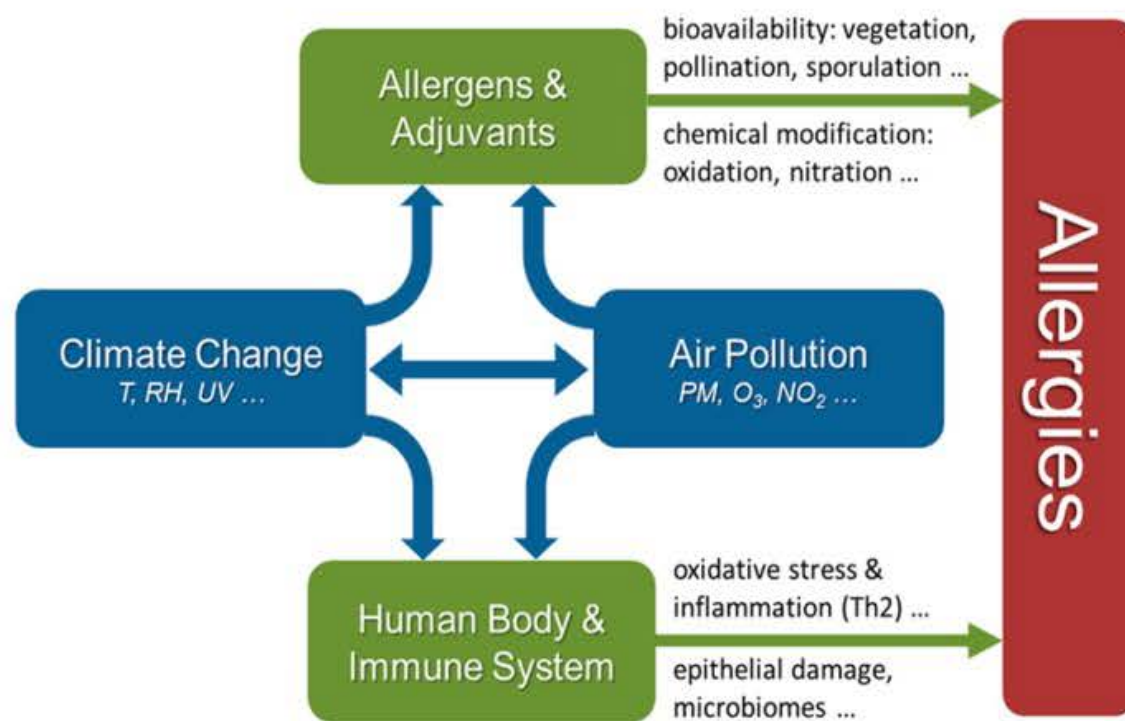 Allergens &
Adjuvants
bioavailability: vegetation,
pollination, sporulation ...
chemical modification:
oxidation, nitration ...
Climate Change
T, RH, UV ...
Air Pollution
PM, O₃, NO₂ ...
Human Body &
Immune System
oxidative stress &
inflammation (Th2) ...
epithelial damage,
microbiomes ...
Allergies